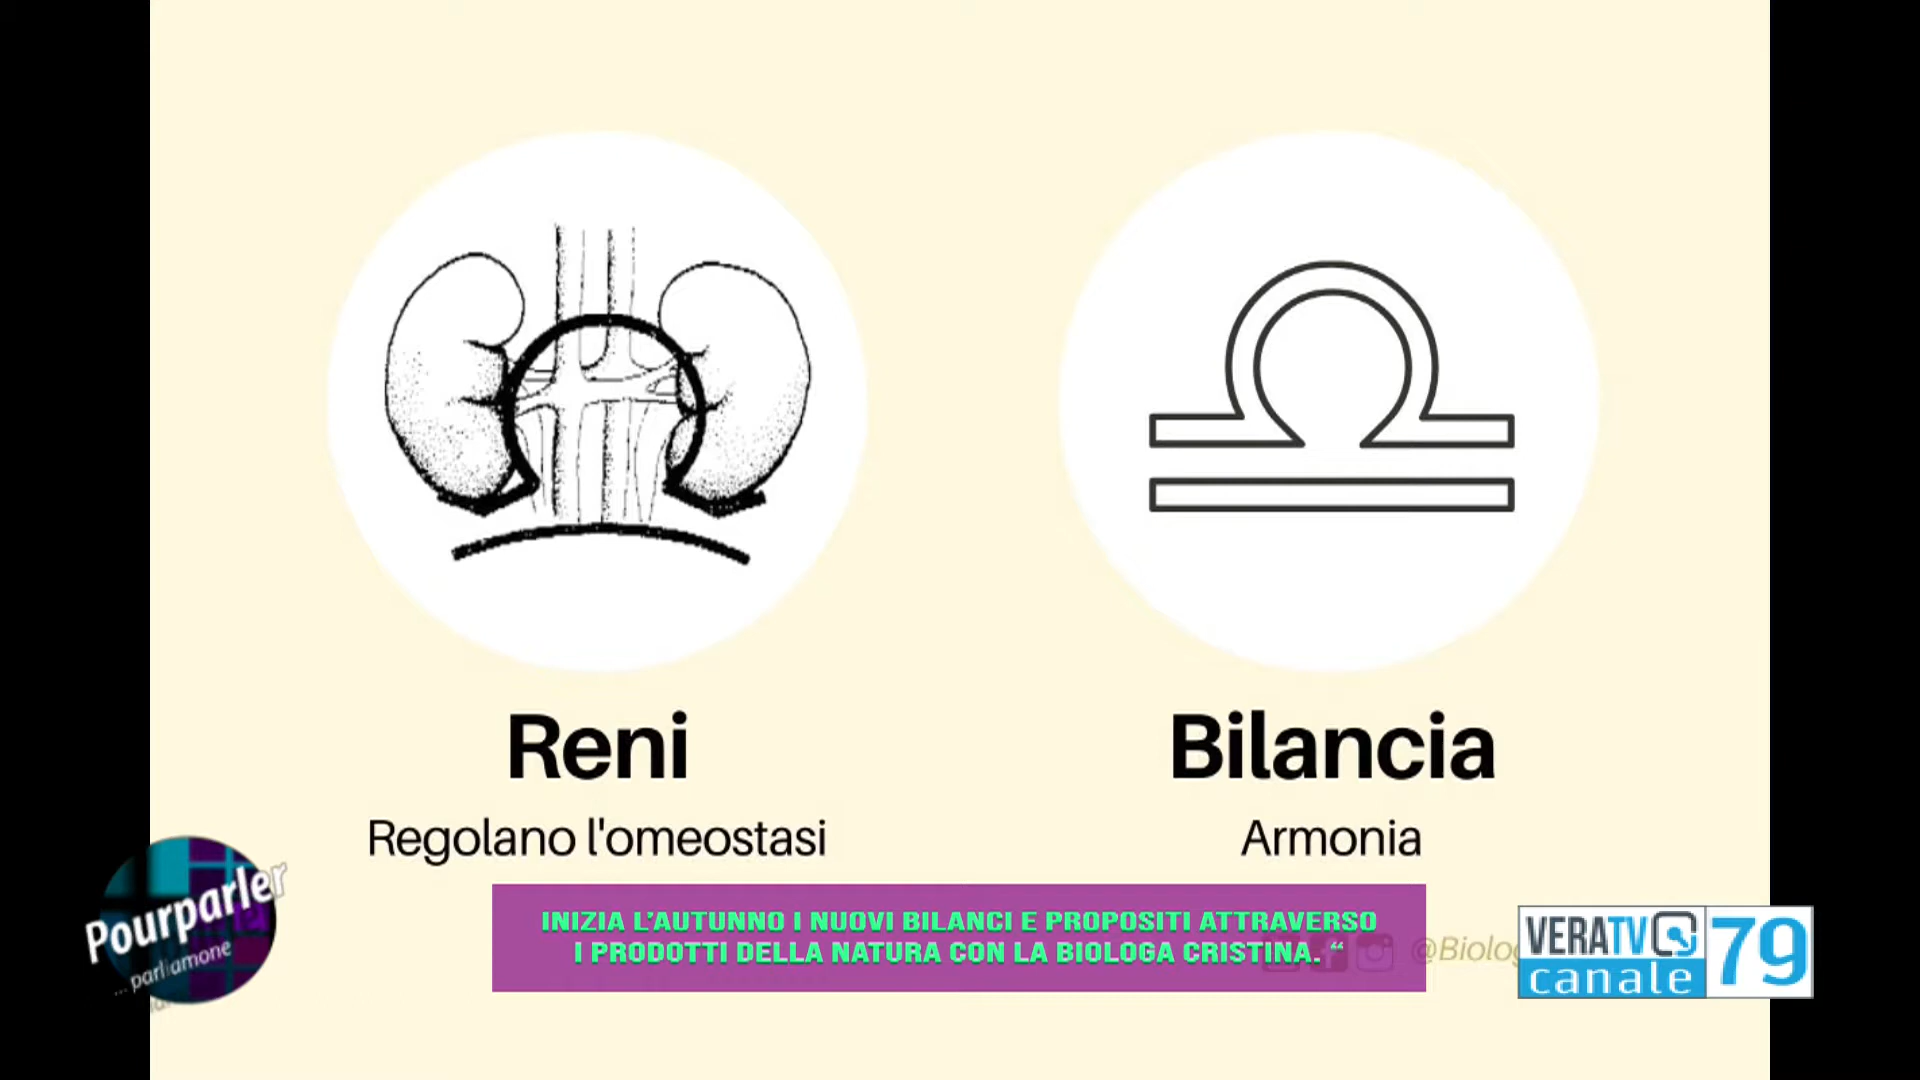 Reni
Bilancia
Regolano l'omeostasi
Armonia
Pourparler
... parliamone
INIZIA L'AUTUNNO I NUOVI BILANCI E PROPOSITI ATTRAVERSO
I PRODOTTI DELLA NATURA CON LA BIOLOGA CRISTINA. “
VERATV
canale
79